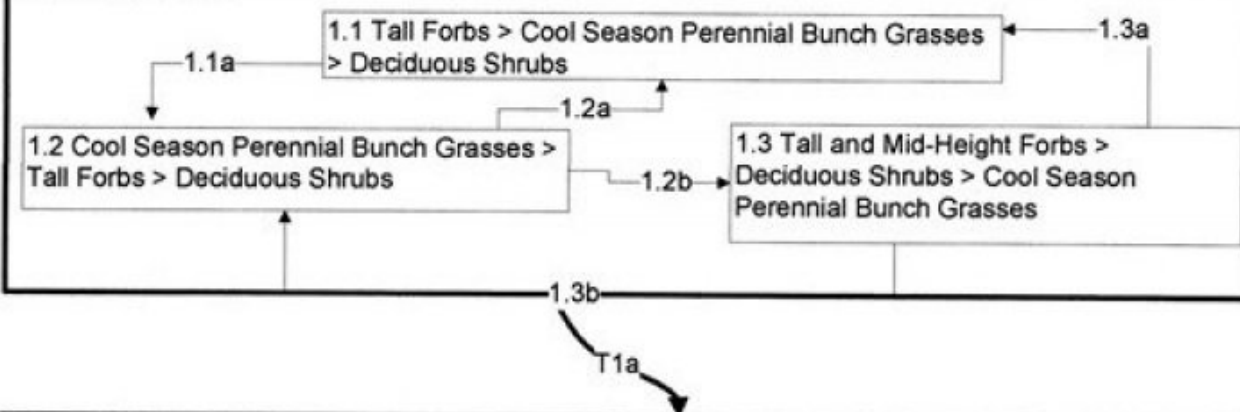 1.1 Tall Forbs > Cool Season Perennial Bunch Grasses
> Deciduous Shrubs
1.3a
1.1a
1.2a
1.2 Cool Season Perennial Bunch Grasses >
Tall Forbs > Deciduous Shrubs
1.2b
1.3 Tall and Mid-Height Forbs >
Deciduous Shrubs > Cool Season
Perennial Bunch Grasses
1.3b
T1a